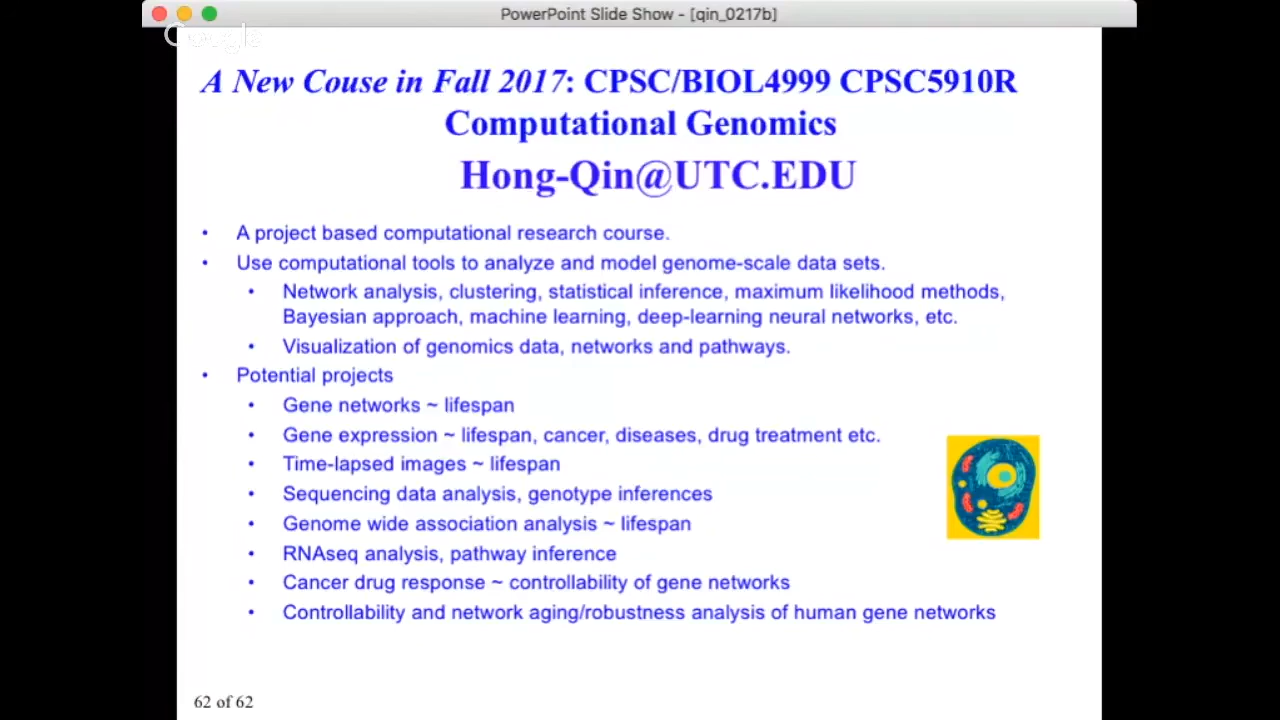 PowerPoint Slide Show - [qin_0217b]
Google
A New Couse in Fall 2017: CPSC/BIOL4999 CPSC5910R
Computational Genomics
Hong-Qin@UTC.EDU
• A project based computational research course.
• Use computational tools to analyze and model genome-scale data sets.
• Network analysis, clustering, statistical inference, maximum likelihood methods,
Bayesian approach, machine learning, deep-learning neural networks, etc.
• Visualization of genomics data, networks and pathways.
• Potential projects
• Gene networks ~ lifespan
• Gene expression ~ lifespan, cancer, diseases, drug treatment etc.
• Time-lapsed images ~ lifespan
• Sequencing data analysis, genotype inferences
• Genome wide association analysis ~ lifespan
• RNAseq analysis, pathway inference
• Cancer drug response ~ controllability of gene networks
• Controllability and network aging/robustness analysis of human gene networks
62 of 62